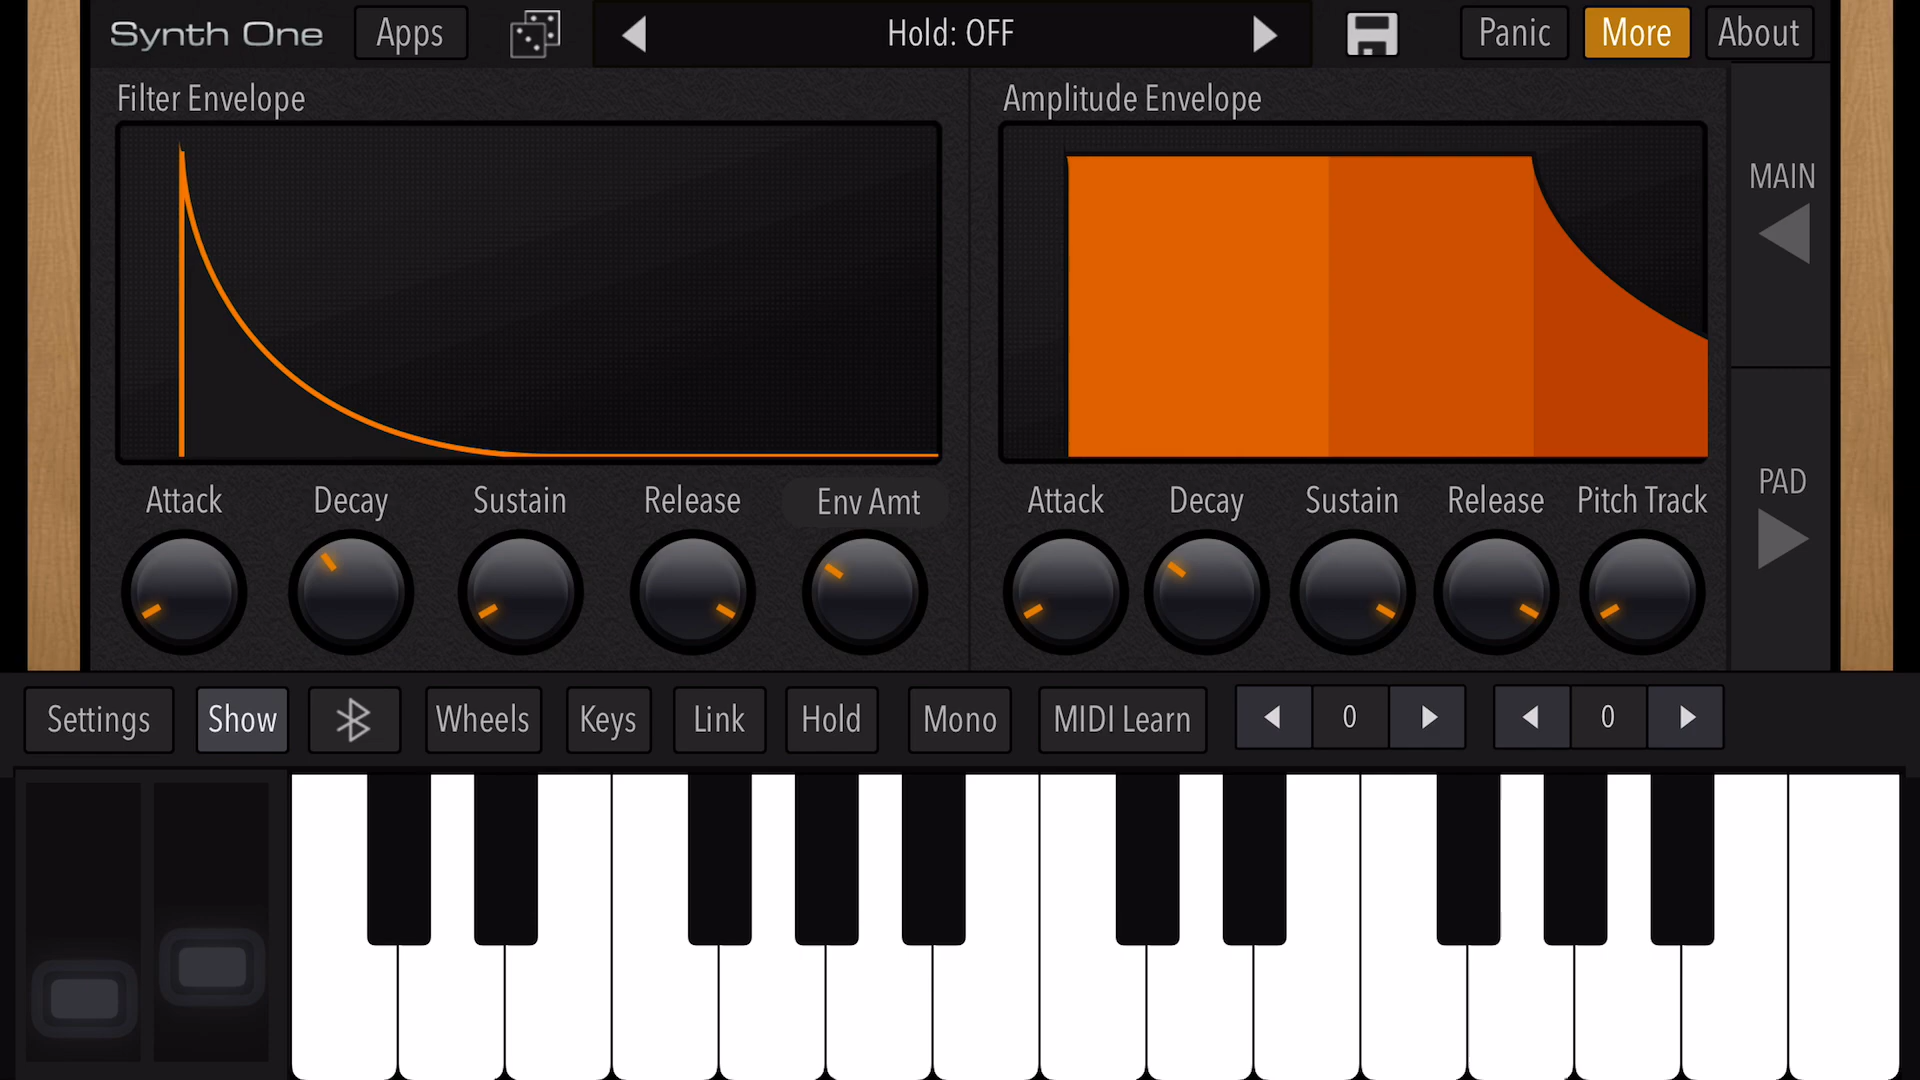 Synth One Apps Hold: OFF Panic More About
Filter Envelope
Amplitude Envelope
MAIN
PAD
Attack Decay Sustain Release Env Amt
Attack Decay Sustain Release Pitch Track
Settings Show Wheels Keys Link Hold Mono MIDI Learn 0 0